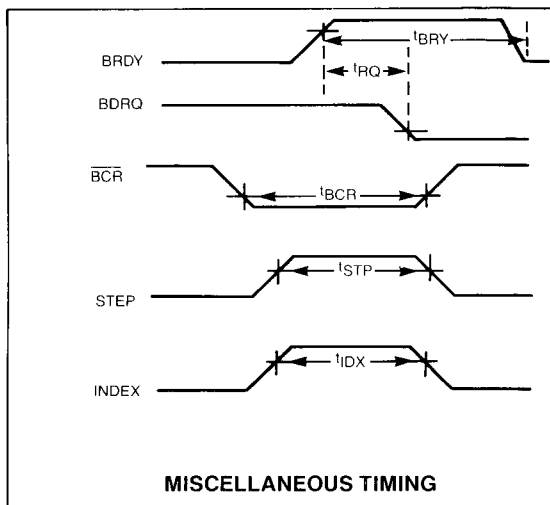 tBRY
BRDY
tRQ
BDRQ
BCR
tBCR
tSTP
STEP
tIDX
INDEX
MISCELLANEOUS TIMING